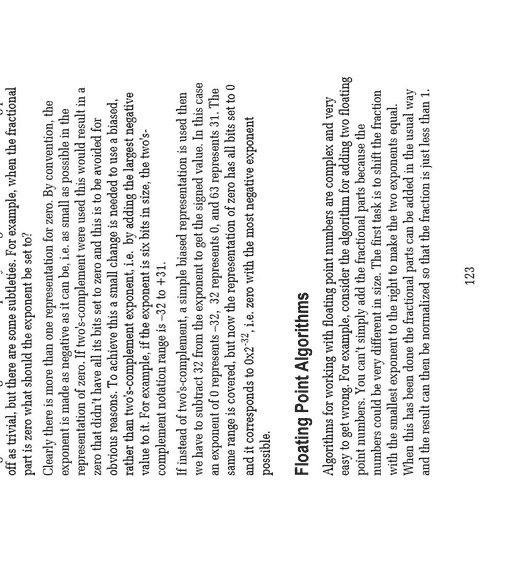 off as trivial, but there are some subtleties. For example, when the fractional
part is zero what should the exponent be set to?
Clearly there is more than one representation for zero. By convention, the
exponent is made as negative as it can be, i.e. as small as possible in the
representation of zero. If two's-complement were used this would result in a
zero that didn't have all its bits set to zero and this is to be avoided for
obvious reasons. To achieve this a small change is needed to use a biased,
rather than two's-complement exponent, i.e. by adding the largest negative
value to it. For example, if the exponent is six bits in size, the two's-
complement notation range is –32 to +31.
If instead of two's-complement, a simple biased representation is used then
we have to subtract 32 from the exponent to get the signed value. In this case
an exponent of 0 represents –32, 32 represents 0, and 63 represents 31. The
same range is covered, but now the representation of zero has all bits set to 0
and it corresponds to 0x2⁻³², i.e. zero with the most negative exponent
possible.
Floating Point Algorithms
Algorithms for working with floating point numbers are complex and very
easy to get wrong. For example, consider the algorithm for adding two floating
point numbers. You can't simply add the fractional parts because the
numbers could be very different in size. The first task is to shift the fraction
with the smallest exponent to the right to make the two exponents equal.
When this has been done the fractional parts can be added in the usual way
and the result can then be normalized so that the fraction is just less than 1.
123